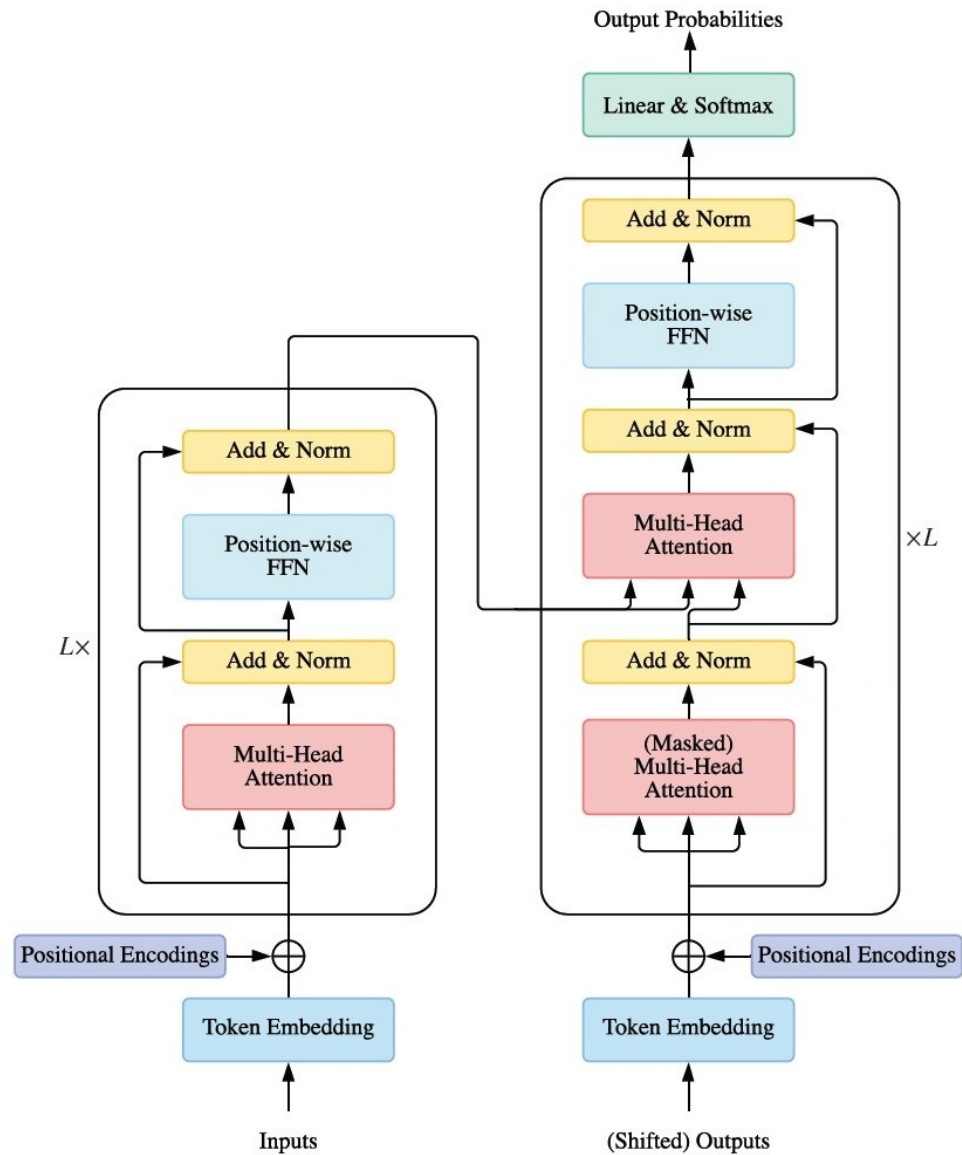 Output Probabilities
Linear & Softmax
Add & Norm
Position-wise
FFN
Add & Norm
Multi-Head
Attention
×L
Add & Norm
(Masked)
Multi-Head
Attention
Positional Encodings
Token Embedding
(Shifted) Outputs
Add & Norm
Position-wise
FFN
L×
Add & Norm
Multi-Head
Attention
Positional Encodings
Token Embedding
Inputs